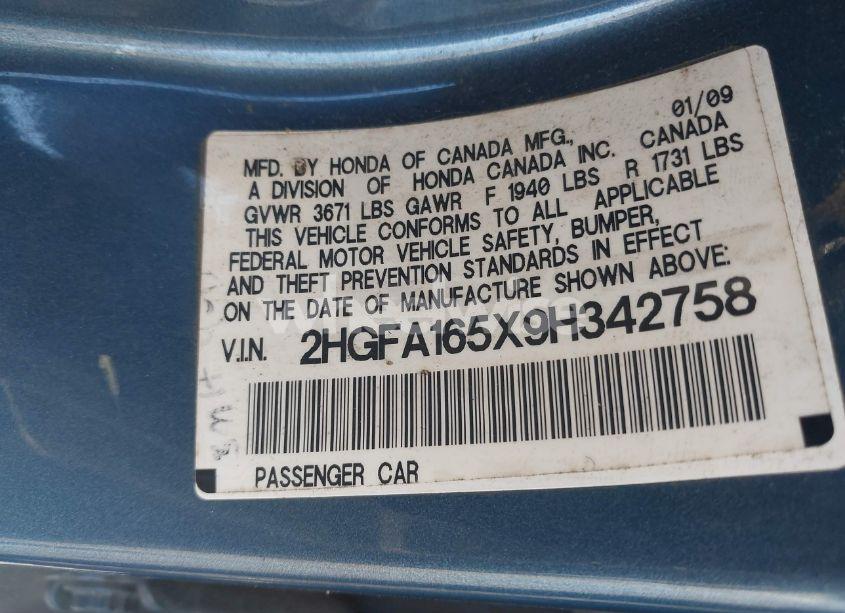 01/09
MFD. BY HONDA OF CANADA MFG.,
A DIVISION OF HONDA CANADA INC. CANADA
GVWR 3671 LBS GAWR F 1940 LBS R 1731 LBS
THIS VEHICLE CONFORMS TO ALL APPLICABLE
FEDERAL MOTOR VEHICLE SAFETY, BUMPER,
AND THEFT PREVENTION STANDARDS IN EFFECT
ON THE DATE OF MANUFACTURE SHOWN ABOVE:
V.I.N. 2HGFA165X9H342758
PASSENGER CAR